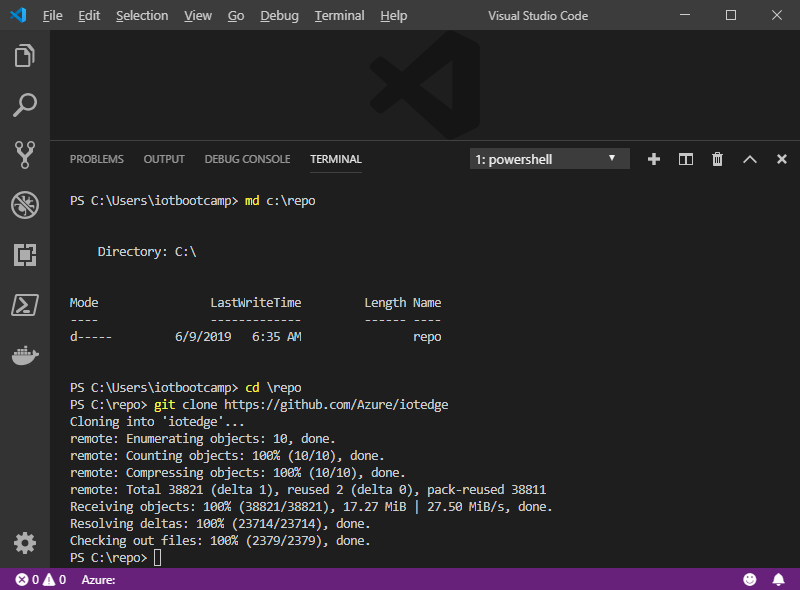 File Edit Selection View Go Debug Terminal Help Visual Studio Code
PROBLEMS OUTPUT DEBUG CONSOLE TERMINAL 1: powershell
PS C:\Users\iotbootcamp> md c:\repo
Directory: C:\
Mode LastWriteTime Length Name
---- ------------- ------ ----
d----- 6/9/2019 6:35 AM repo
PS C:\Users\iotbootcamp> cd \repo
PS C:\repo> git clone https://github.com/Azure/iotedge
Cloning into 'iotedge'...
remote: Enumerating objects: 10, done.
remote: Counting objects: 100% (10/10), done.
remote: Compressing objects: 100% (10/10), done.
remote: Total 38821 (delta 1), reused 2 (delta 0), pack-reused 38811
Receiving objects: 100% (38821/38821), 17.27 MiB | 27.50 MiB/s, done.
Resolving deltas: 100% (23714/23714), done.
Checking out files: 100% (2379/2379), done.
PS C:\repo>
0 0 Azure: